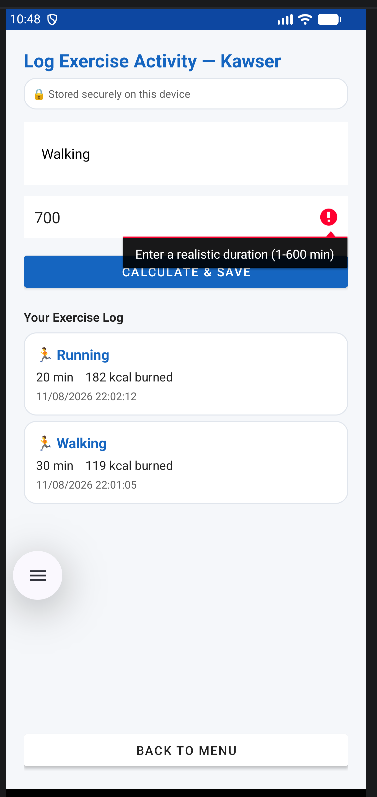 10:48
Log Exercise Activity — Kawser
🔒 Stored securely on this device
Walking
700
Enter a realistic duration (1-600 min)
CALCULATE & SAVE
Your Exercise Log
🏃 Running
20 min 182 kcal burned
11/08/2026 22:02:12
🏃 Walking
30 min 119 kcal burned
11/08/2026 22:01:05
BACK TO MENU